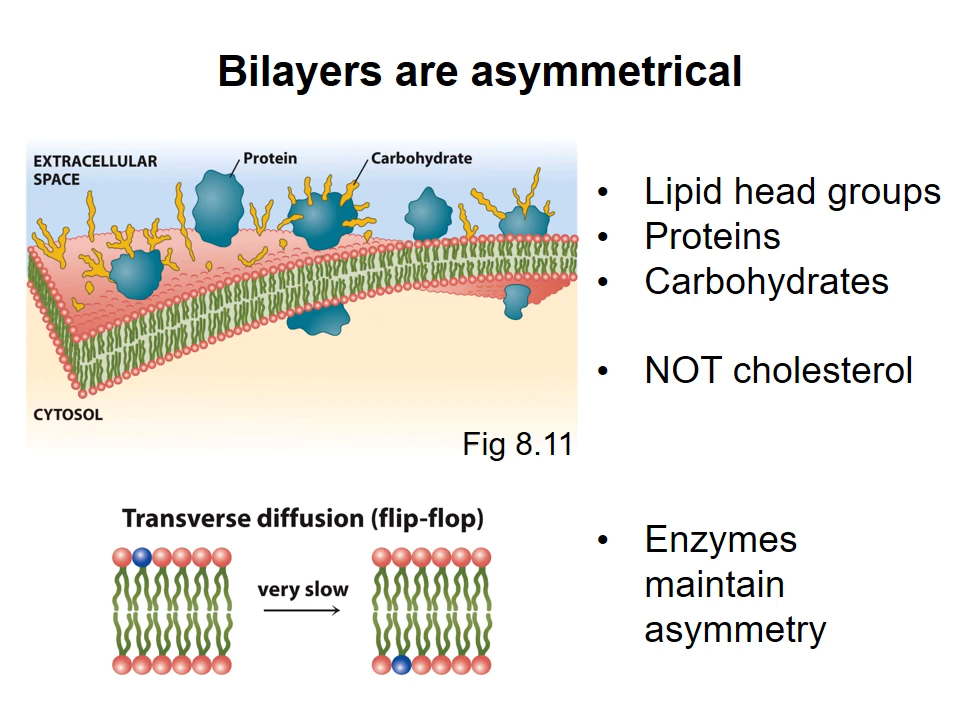 Bilayers are asymmetrical
EXTRACELLULAR
SPACE
Protein
Carbohydrate
CYTOSOL
Fig 8.11
• Lipid head groups
• Proteins
• Carbohydrates
• NOT cholesterol
Transverse diffusion (flip-flop)
very slow
• Enzymes
maintain
asymmetry